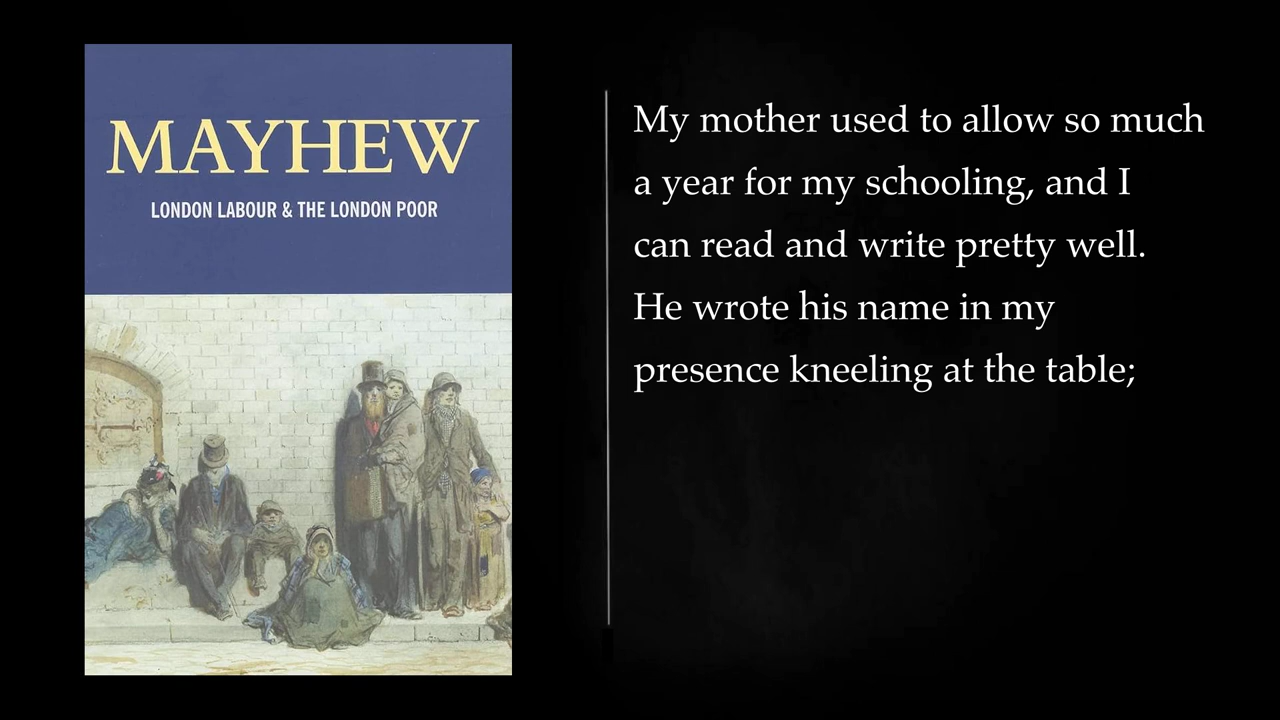 MAYHEW
LONDON LABOUR & THE LONDON POOR
My mother used to allow so much
a year for my schooling, and I
can read and write pretty well.
He wrote his name in my
presence kneeling at the table;